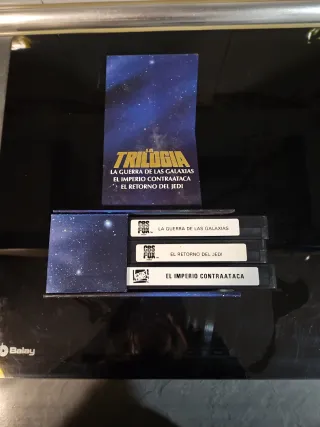 LA
TRILOGIA
LA GUERRA DE LAS GALAXIAS
EL IMPERIO CONTRAATACA
EL RETORNO DEL JEDI
CBS
FOX
LA GUERRA DE LAS GALAXIAS
CBS
FOX
EL RETORNO DEL JEDI
EL IMPERIO CONTRAATACA
Balay